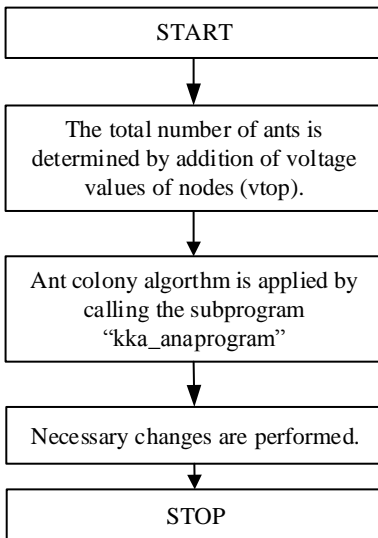 START
The total number of ants is
determined by addition of voltage
values of nodes (vtop).
Ant colony algorthm is applied by
calling the subprogram
“kka_anaprogram”
Necessary changes are performed.
STOP